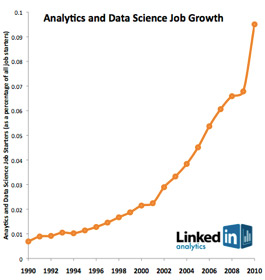 Analytics and Data Science Job Growth
Analytics and Data Science Job Starters (as a percentage of all job starters)
0.1
0.09
0.08
0.07
0.06
0.05
0.04
0.03
0.02
0.01
0
1990 1992 1994 1996 1998 2000 2002 2004 2006 2008 2010
Linked in
analytics